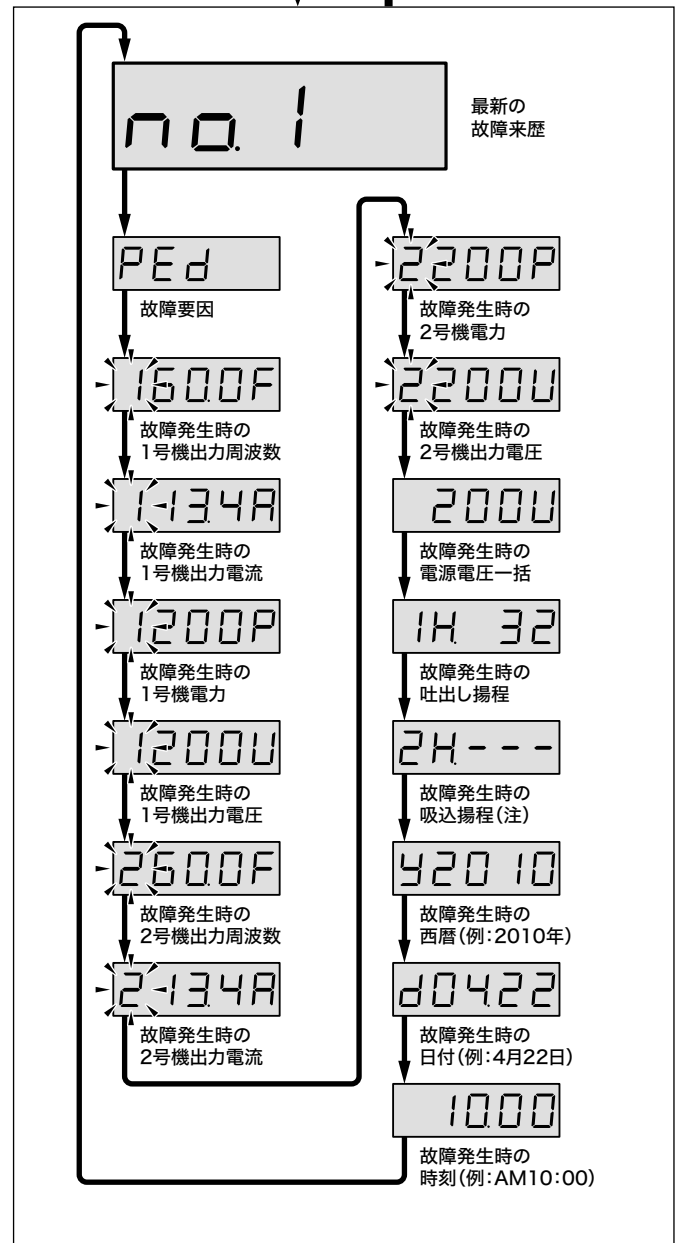 no. 1
最新の
故障来歴
PEd
故障要因
160.0F
故障発生時の
1号機出力周波数
113.4A
故障発生時の
1号機出力電流
1200P
故障発生時の
1号機電力
1200U
故障発生時の
1号機出力電圧
260.0F
故障発生時の
2号機出力周波数
213.4A
故障発生時の
2号機出力電流
2200P
故障発生時の
2号機電力
2200U
故障発生時の
2号機出力電圧
200U
故障発生時の
電源電圧一括
1H. 32
故障発生時の
吐出し揚程
2H.---
故障発生時の
吸込揚程(注)
y2010
故障発生時の
西暦(例:2010年)
d04.22
故障発生時の
日付(例:4月22日)
10.00
故障発生時の
時刻(例:AM10:00)